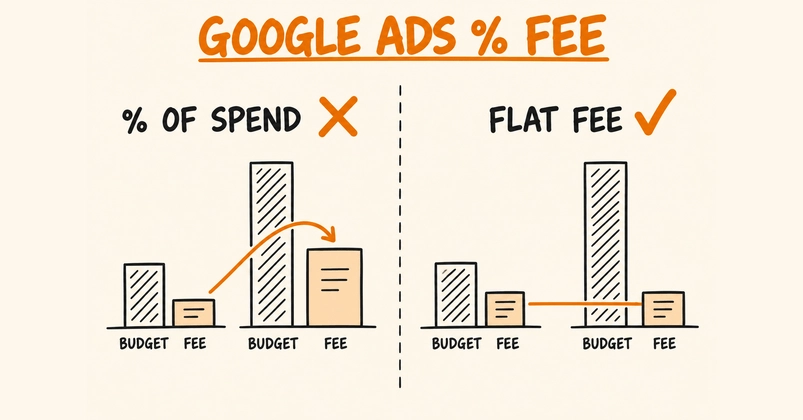 GOOGLE ADS % FEE
% OF SPEND
FLAT FEE
BUDGET FEE BUDGET FEE
BUDGET FEE BUDGET FEE